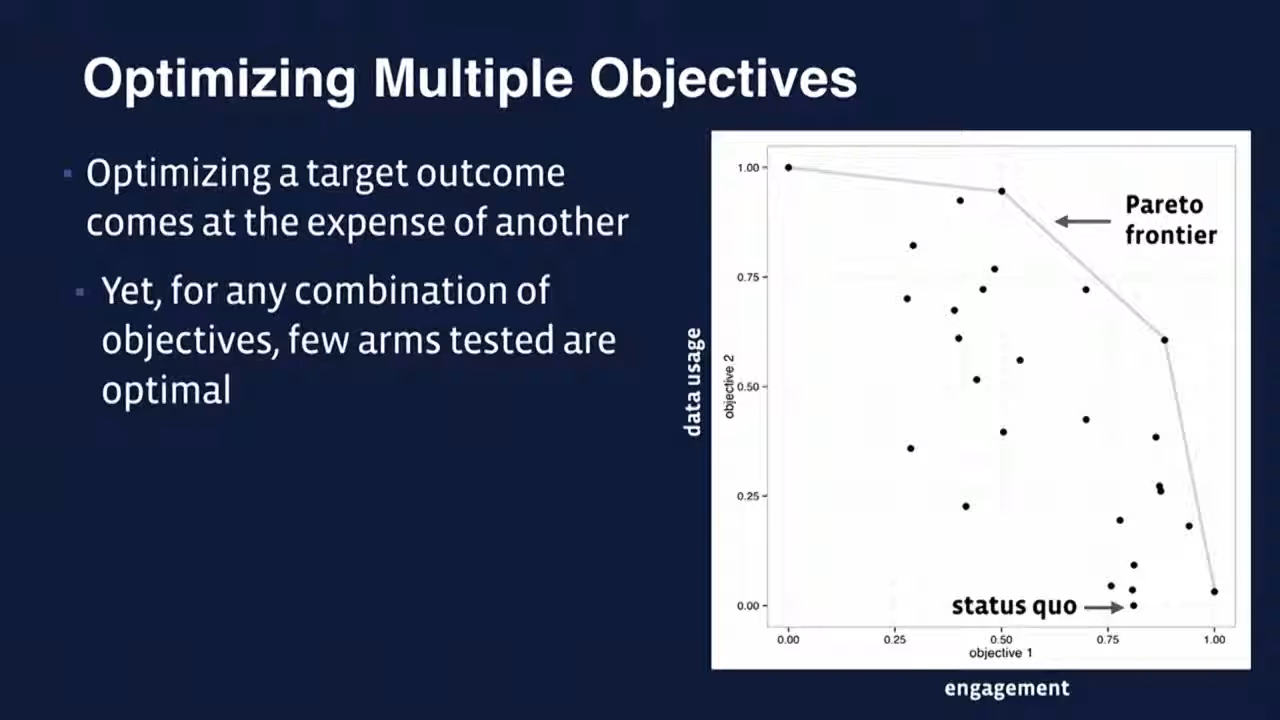 Optimizing Multiple Objectives
Optimizing a target outcome
comes at the expense of another
Yet, for any combination of
objectives, few arms tested are
optimal
1.00
0.75
0.50
0.25
0.00
data usage
objective 2
Pareto
frontier
status quo
0.00 0.25 0.50 0.75 1.00
objective 1
engagement